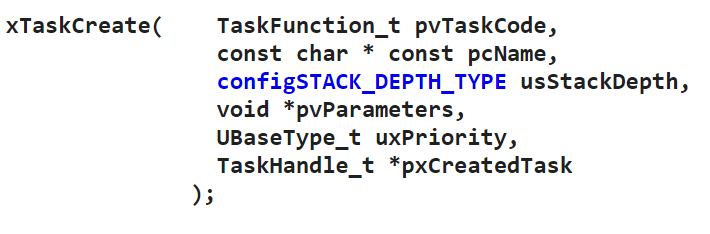 xTaskCreate( TaskFunction_t pvTaskCode,
const char * const pcName,
configSTACK_DEPTH_TYPE usStackDepth,
void *pvParameters,
UBaseType_t uxPriority,
TaskHandle_t *pxCreatedTask
);